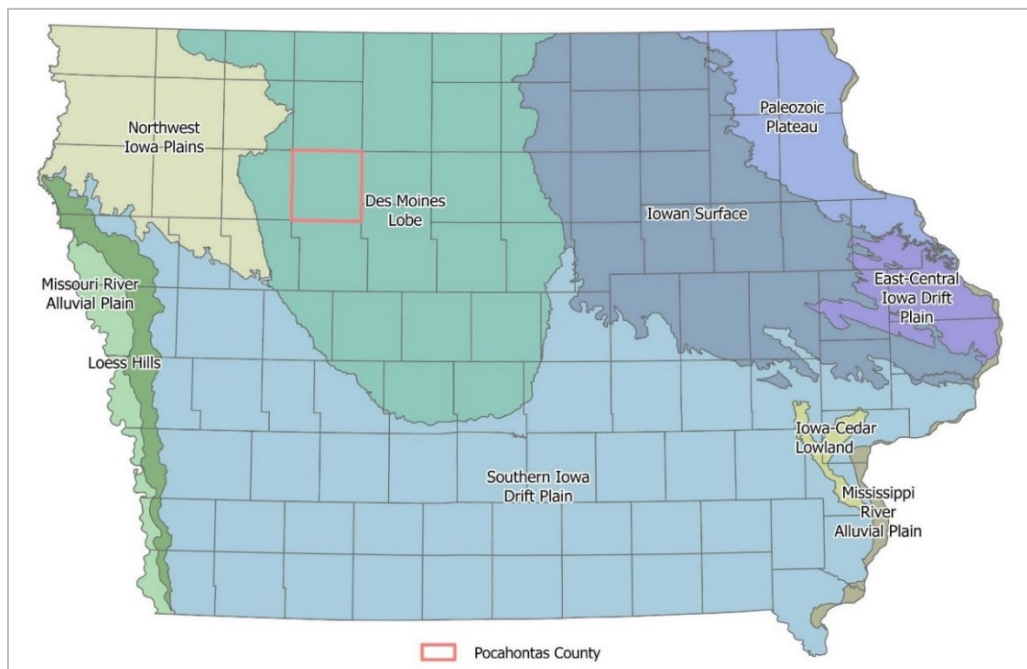 Northwest
Iowa Plains
Paleozoic
Plateau
Des Moines
Lobe
Iowan Surface
Missouri River
Alluvial Plain
East-Central
Iowa Drift
Plain
Loess Hills
Iowa-Cedar
Lowland
Southern Iowa
Drift Plain
Mississippi
River
Alluvial Plain
Pocahontas County